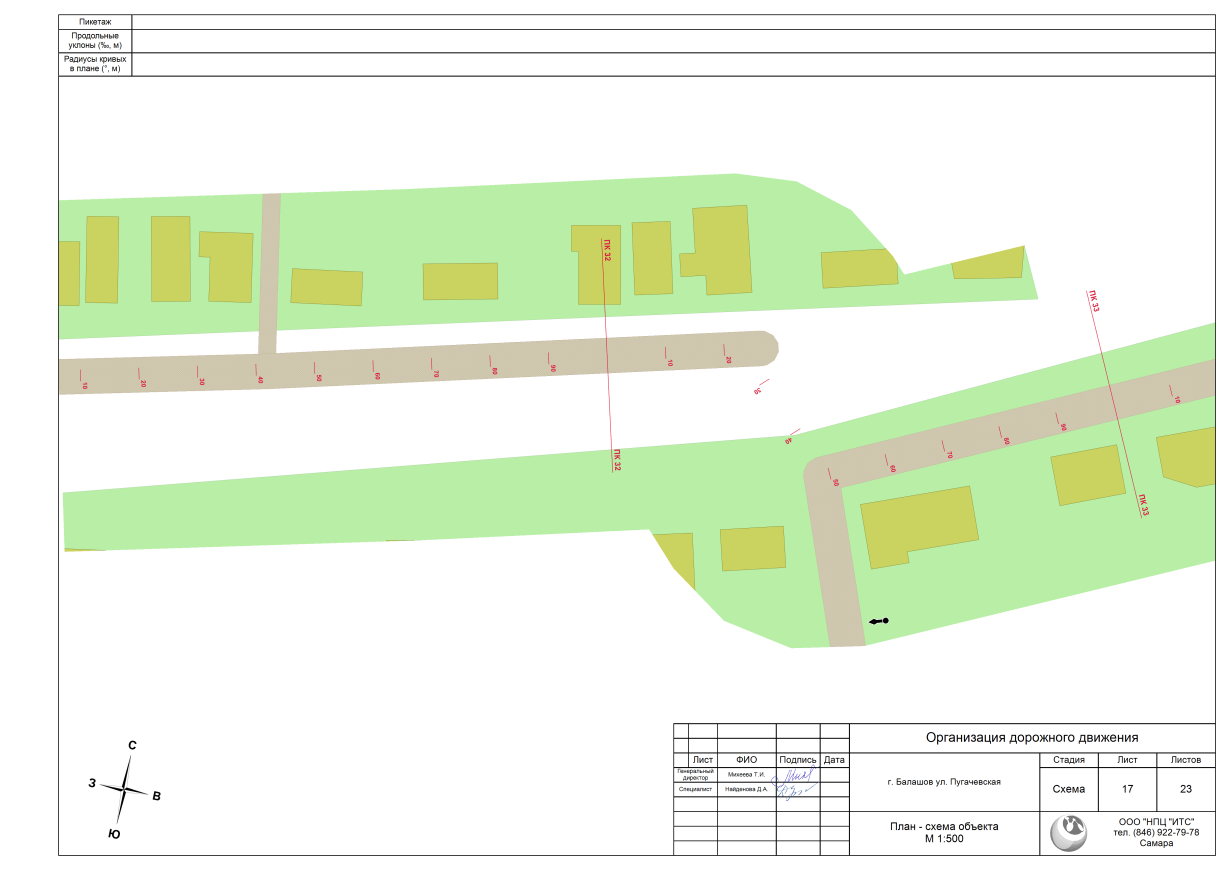 Пикетаж
Продольные
уклоны (‰, м)
Радиусы кривых
в плане (°, м)
ПК 32
ПК 33
10
20
30
40
50
60
70
80
90
10
20
ПК 32
50
60
70
80
90
10
ПК 33
С
З
В
Ю
Организация дорожного движения
Лист ФИО Подпись Дата
Генеральный
директор
Михеева Т.И.
Специалист Найденова Д.А.
г. Балашов ул. Пугачевская
Стадия Лист Листов
Схема 17 23
План - схема объекта
М 1:500
ООО "НПЦ "ИТС"
тел. (846) 922-79-78
Самара